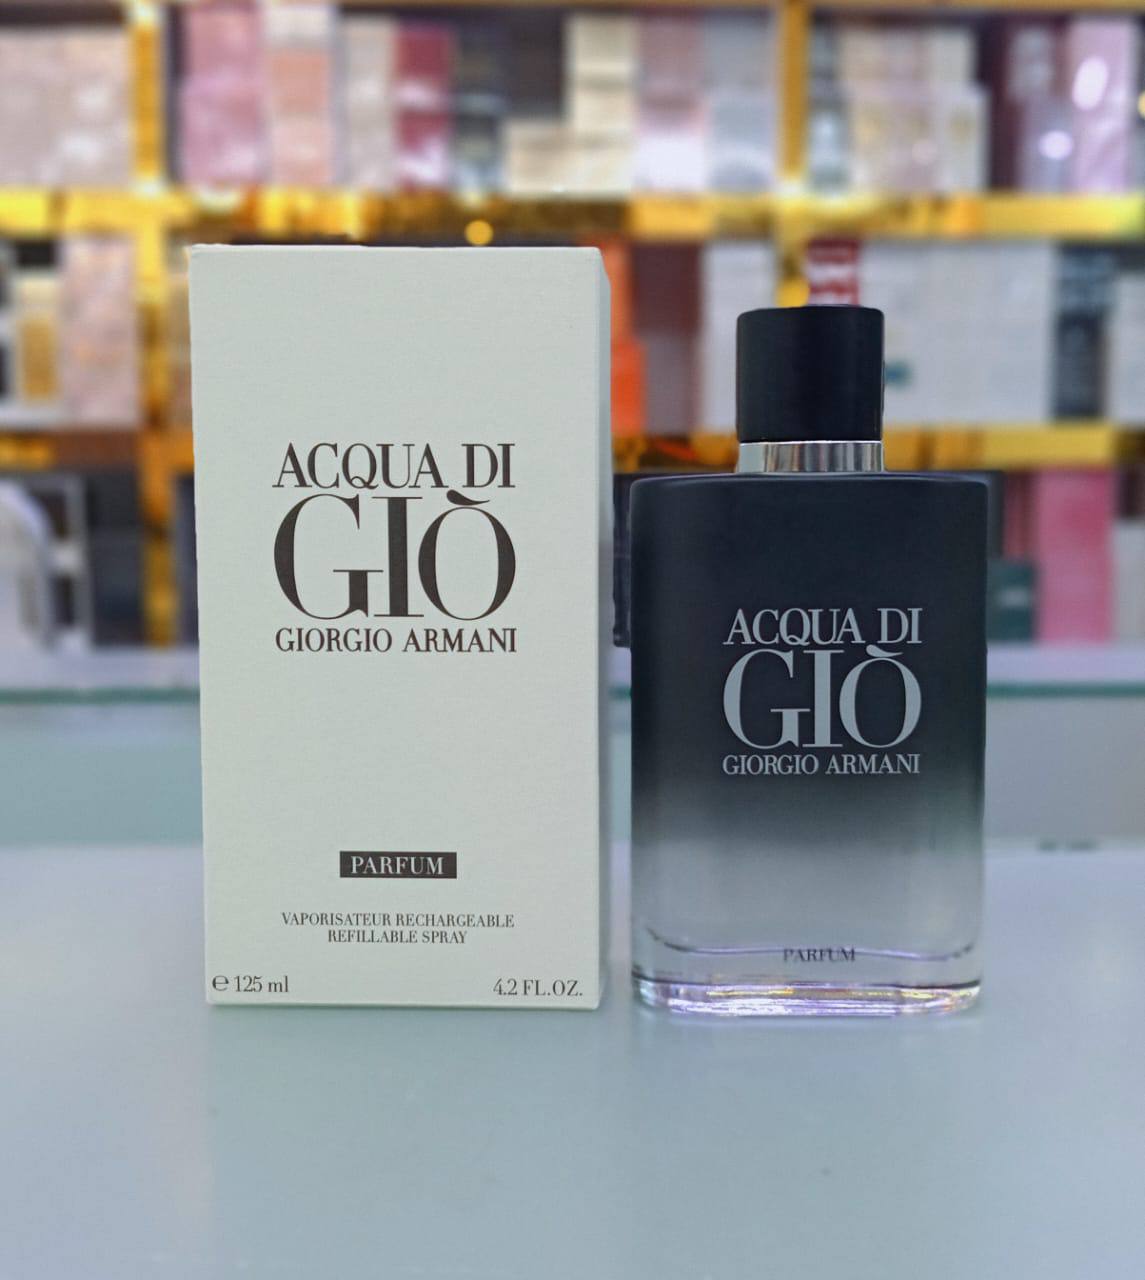 ACQUA DI
GIÒ
GIORGIO ARMANI
PARFUM
VAPORISATEUR RECHARGEABLE
REFILLABLE SPRAY
℮ 125 ml
4.2 FL.OZ.
ACQUA DI
GIÒ
GIORGIO ARMANI
PARFUM